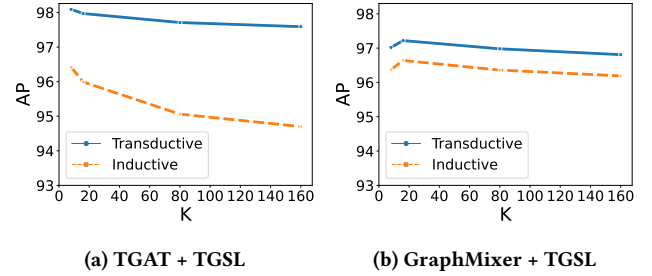 98
97
96
95
94
93
AP
Transductive
Inductive
0 20 40 60 80 100 120 140 160
K
(a) TGAT + TGSL
98
97
96
95
94
93
AP
Transductive
Inductive
0 20 40 60 80 100 120 140 160
K
(b) GraphMixer + TGSL